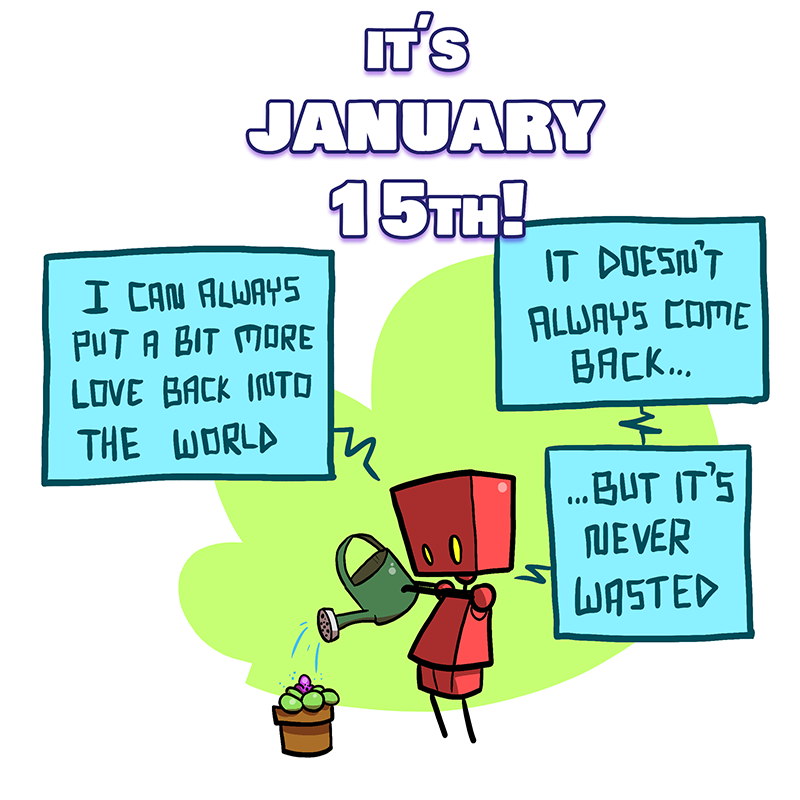 IT'S
JANUARY
15TH!
I CAN ALWAYS
PUT A BIT MORE
LOVE BACK INTO
THE WORLD
IT DOESN'T
ALWAYS COME
BACK...
...BUT IT'S
NEVER
WASTED